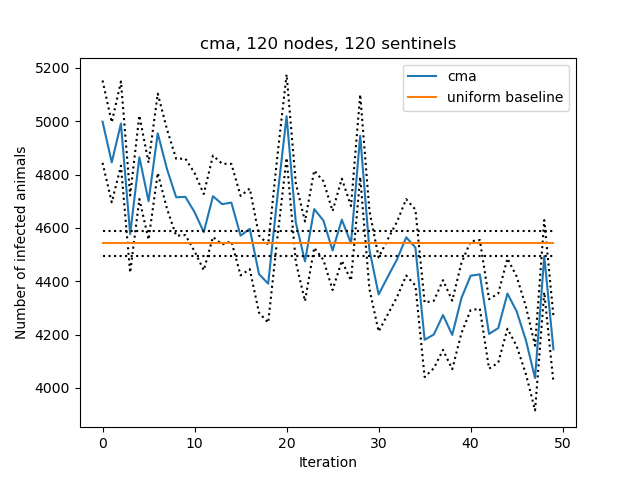 cma, 120 nodes, 120 sentinels
cma
uniform baseline
Number of infected animals
5200
5000
4800
4600
4400
4200
4000
0
10
20
30
40
50
Iteration